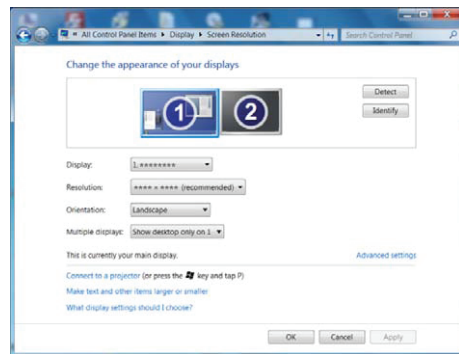 « All Control Panel Items ▸ Display ▸ Screen Resolution
Search Control Panel
Change the appearance of your displays
1
2
Detect
Identify
Display: 1.********
Resolution: **** × **** (recommended)
Orientation: Landscape
Multiple displays: Show desktop only on 1
This is currently your main display.
Advanced settings
Connect to a projector (or press the key and tap P)
Make text and other items larger or smaller
What display settings should I choose?
OK Cancel Apply